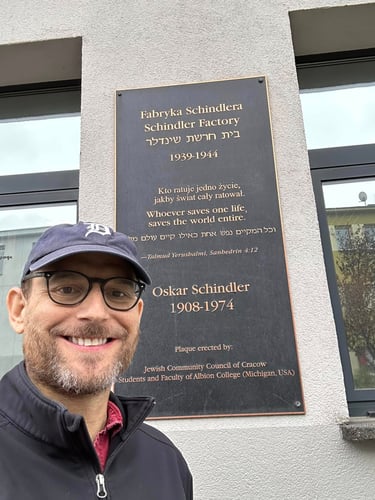 Fabryka Schindlera
Schindler Factory
בית חרשת שינדלר
1939-1944
Kto ratuje jedno życie,
jakby świat cały ratował.
Whoever saves one life,
saves the world entire.
וכל המקיים נפש אחת כאילו קיים עולם מלא
—Talmud Yerushalmi, Sanhedrin 4:12
Oskar Schindler
1908-1974
Plaque erected by:
Jewish Community Council of Cracow
Students and Faculty of Albion College (Michigan, USA)
D